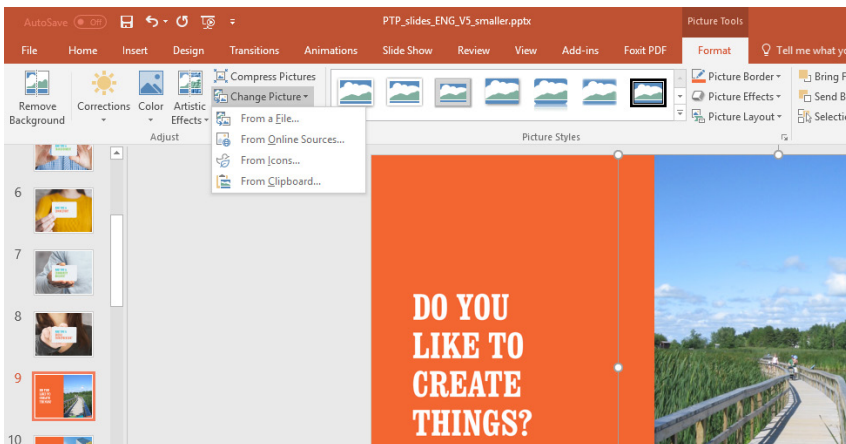 AutoSave Off PTP_slides_ENG_V5_smaller.pptx Picture Tools
File Home Insert Design Transitions Animations Slide Show Review View Add-ins Foxit PDF Format Tell me what yo
Remove Background
Corrections
Color
Artistic Effects
Compress Pictures
Change Picture
Adjust
From a File...
From Online Sources...
From Icons...
From Clipboard...
Picture Styles
Picture Border
Picture Effects
Picture Layout
Bring F
Send B
Selecti
6
7
8
9
10
DO YOU
LIKE TO
CREATE
THINGS?